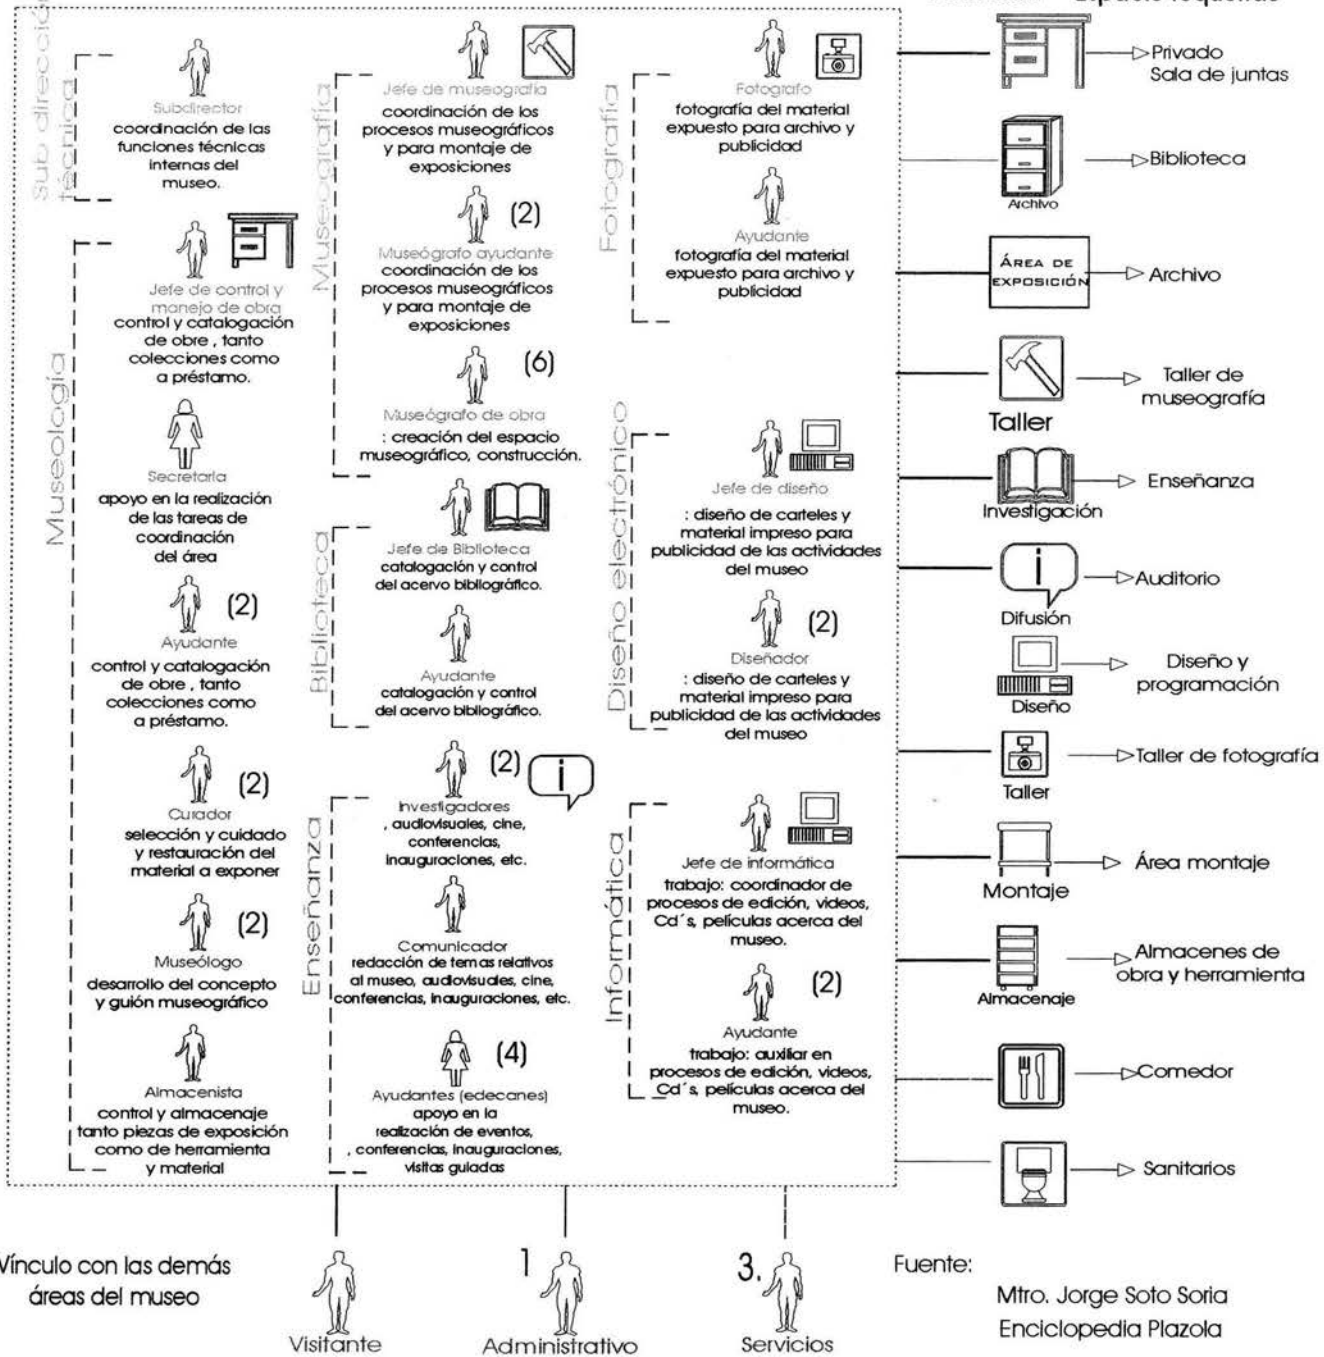 Espacio requerido
Sub dirección
técnica
Subdirector
coordinación de las
funciones técnicas
internas del
museo.
Museología
Jefe de control y
manejo de obra
control y catalogación
de obre , tanto
colecciones como
a préstamo.
Secretaria
apoyo en la realización
de las tareas de
coordinación
del área
(2)
Ayudante
control y catalogación
de obre , tanto
colecciones como
a préstamo.
(2)
Curador
selección y cuidado
y restauración del
material a exponer
(2)
Museólogo
desarrollo del concepto
y guión museográfico
Almacenista
control y almacenaje
tanto piezas de exposición
como de herramienta
y material
Museografía
Jefe de museografía
coordinación de los
procesos museográficos
y para montaje de
exposiciones
(2)
Museógrafo ayudante
coordinación de los
procesos museográficos
y para montaje de
exposiciones
(6)
Museógrafo de obra
: creación del espacio
museográfico, construcción.
Biblioteca
Jefe de Biblioteca
catalogación y control
del acervo bibliográfico.
Ayudante
catalogación y control
del acervo bibliográfico.
Enseñanza
(2)
i
Investigadores
, audiovisuales, cine,
conferencias,
inauguraciones, etc.
Comunicador
redacción de temas relativos
al museo, audiovisuales, cine,
conferencias, inauguraciones, etc.
(4)
Ayudantes (edecanes)
apoyo en la
realización de eventos,
, conferencias, inauguraciones,
visitas guiadas
Fotografía
Fotografo
fotografía del material
expuesto para archivo y
publicidad
Ayudante
fotografía del material
expuesto para archivo y
publicidad
Diseño electrónico
Jefe de diseño
: diseño de carteles y
material impreso para
publicidad de las actividades
del museo
(2)
Diseñador
: diseño de carteles y
material impreso para
publicidad de las actividades
del museo
Informática
Jefe de informática
trabajo: coordinador de
procesos de edición, videos,
Cd´s, películas acerca del
museo.
(2)
Ayudante
trabajo: auxiliar en
procesos de edición, videos,
Cd´s, películas acerca del
museo.
Privado
Sala de juntas
Archivo
Biblioteca
ÁREA DE
EXPOSICIÓN
Archivo
Taller
Taller de
museografía
Investigación
Enseñanza
i
Difusión
Auditorio
Diseño
Diseño y
programación
Taller
Taller de fotografía
Montaje
Área montaje
Almacenaje
Almacenes de
obra y herramienta
Comedor
Sanitarios
Vínculo con las demás
áreas del museo
Visitante
1
Administrativo
3.
Servicios
Fuente:
Mtro. Jorge Soto Soria
Enciclopedia Plazola